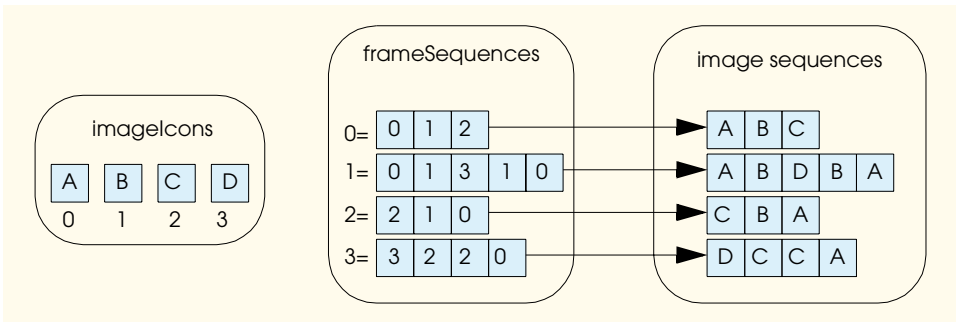 imageIcons
A B C D
0 1 2 3
frameSequences
0= 0 1 2
1= 0 1 3 1 0
2= 2 1 0
3= 3 2 2 0
image sequences
A B C
A B D B A
C B A
D C C A